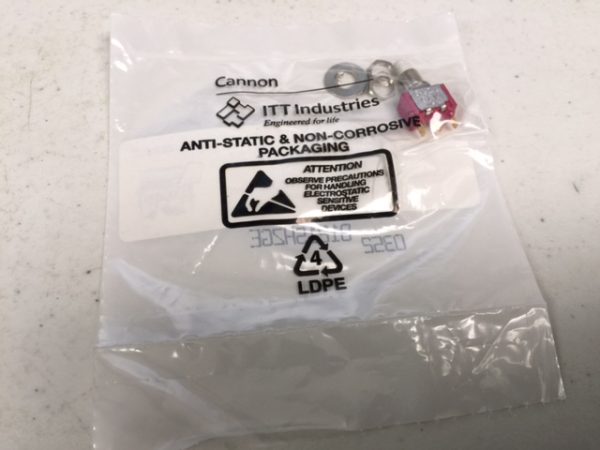 Cannon
ITT Industries
Engineered for life
ANTI-STATIC & NON-CORROSIVE
PACKAGING
ATTENTION
OBSERVE PRECAUTIONS
FOR HANDLING
ELECTROSTATIC
SENSITIVE
DEVICES
0352
4
LDPE